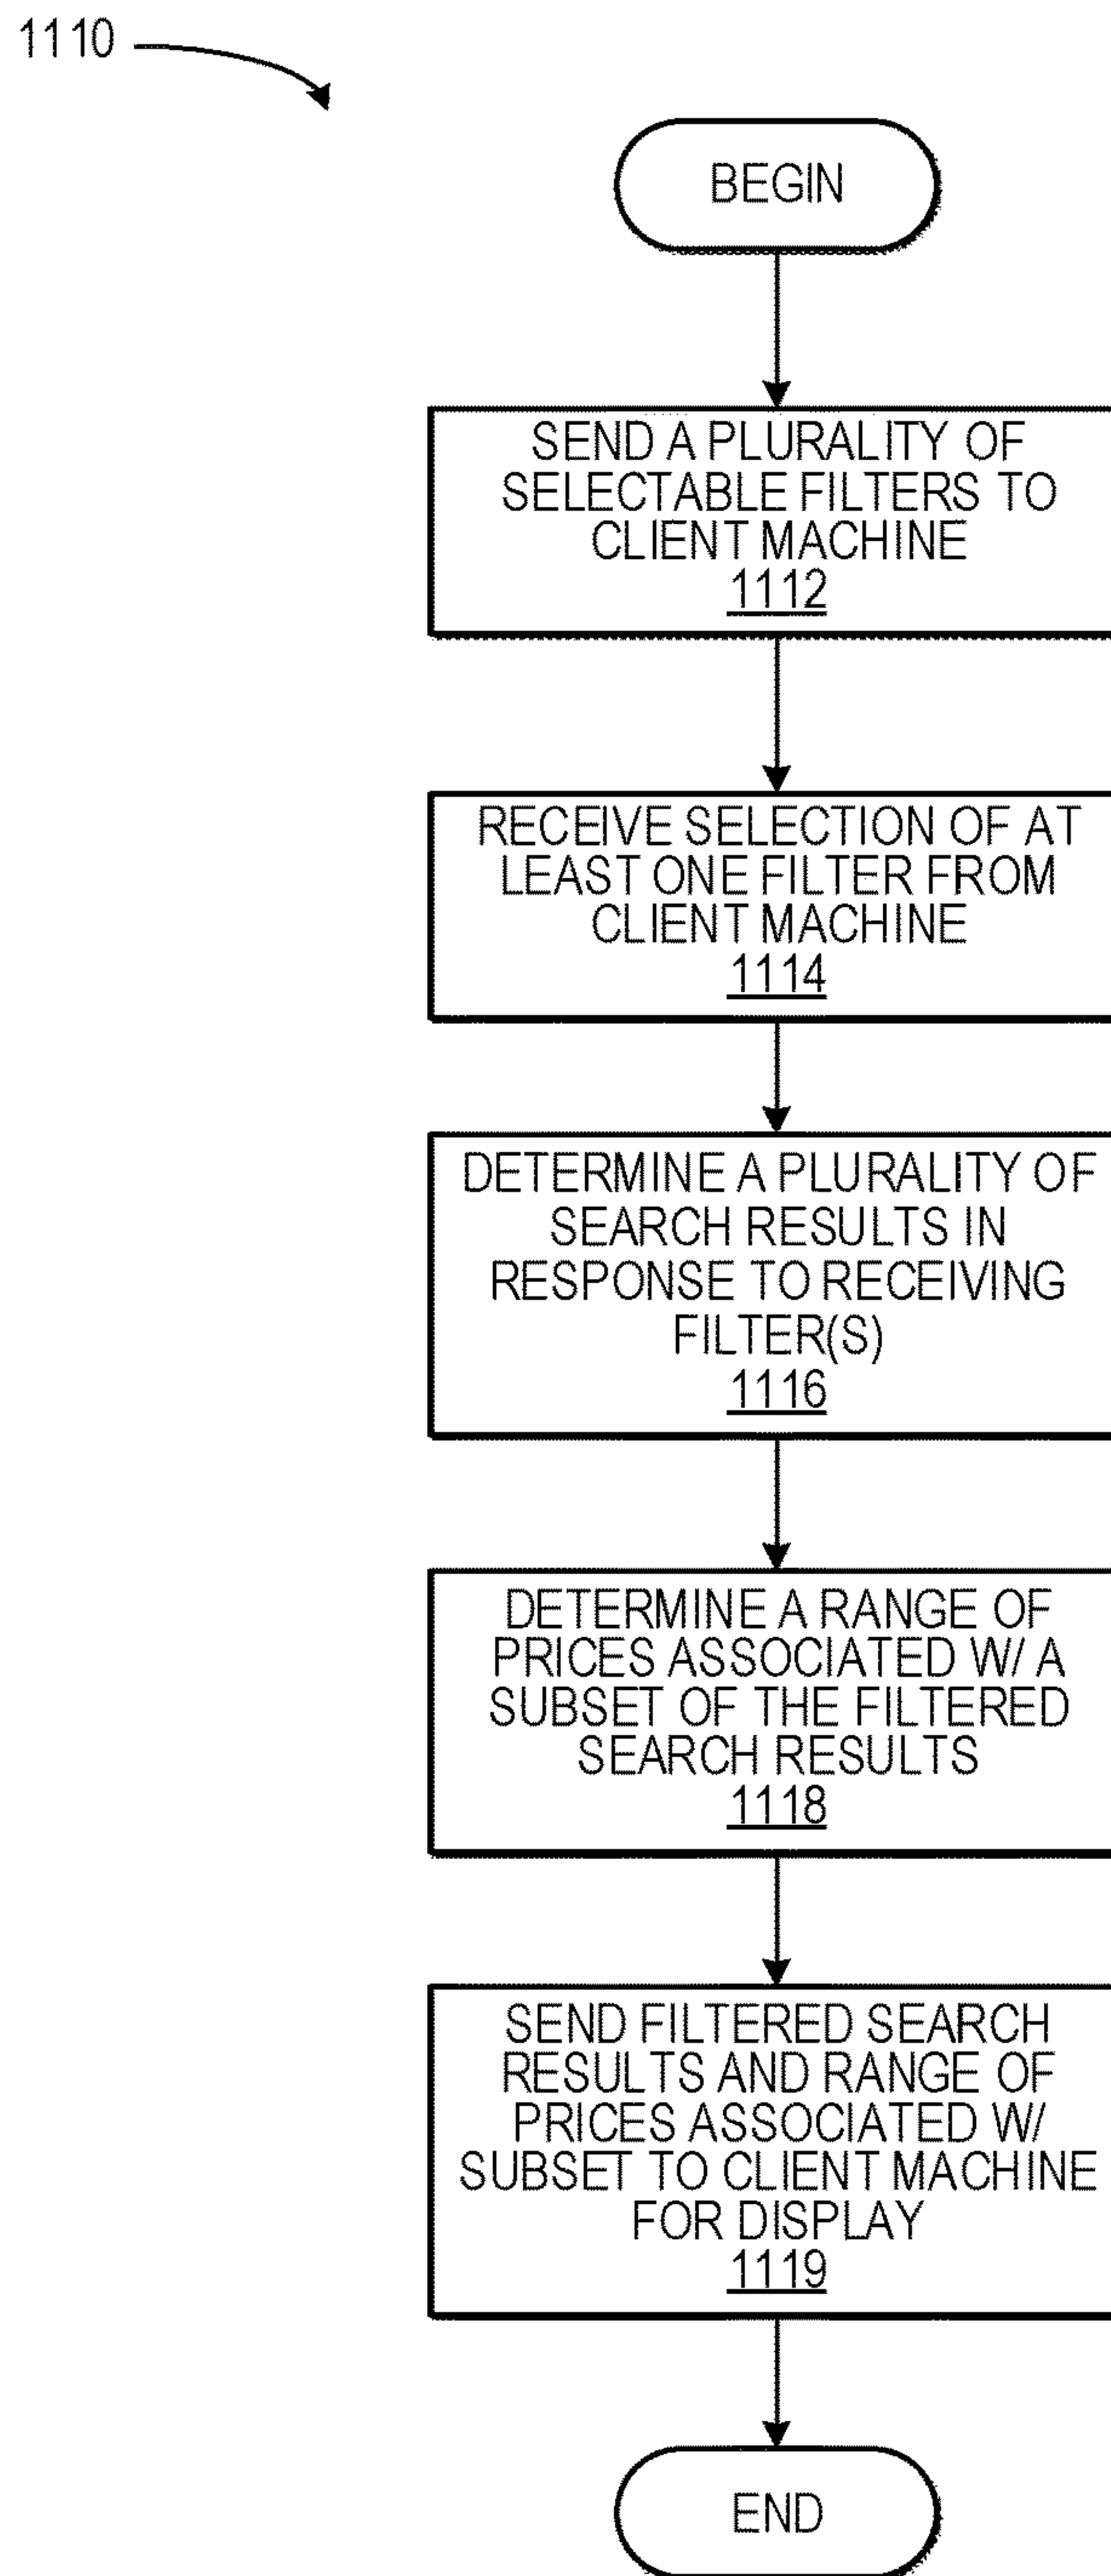 1110
BEGIN
SEND A PLURALITY OF
SELECTABLE FILTERS TO
CLIENT MACHINE
1112
RECEIVE SELECTION OF AT
LEAST ONE FILTER FROM
CLIENT MACHINE
1114
DETERMINE A PLURALITY OF
SEARCH RESULTS IN
RESPONSE TO RECEIVING
FILTER(S)
1116
DETERMINE A RANGE OF
PRICES ASSOCIATED W/ A
SUBSET OF THE FILTERED
SEARCH RESULTS
1118
SEND FILTERED SEARCH
RESULTS AND RANGE OF
PRICES ASSOCIATED W/
SUBSET TO CLIENT MACHINE
FOR DISPLAY
1119
END